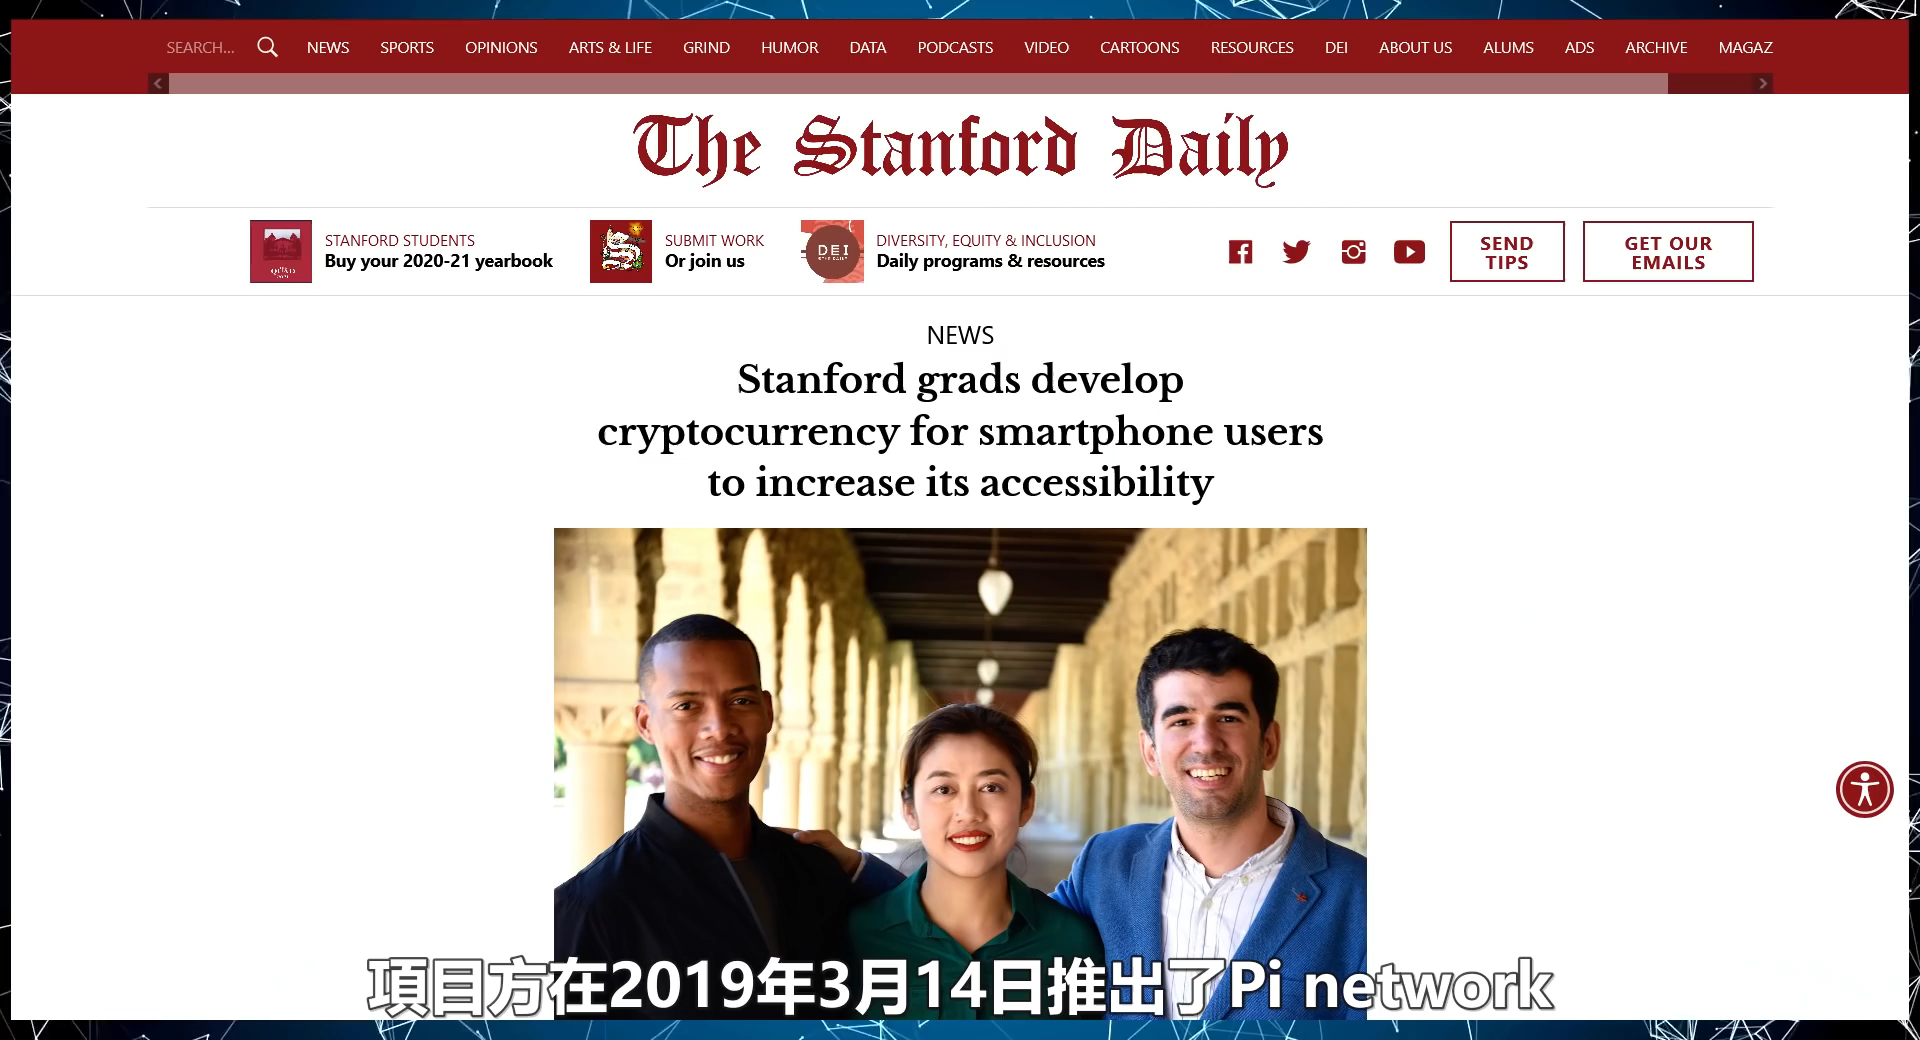 SEARCH...
NEWS
SPORTS
OPINIONS
ARTS & LIFE
GRIND
HUMOR
DATA
PODCASTS
VIDEO
CARTOONS
RESOURCES
DEI
ABOUT US
ALUMS
ADS
ARCHIVE
MAGAZ
The Stanford Daily
STANFORD STUDENTS
Buy your 2020-21 yearbook
SUBMIT WORK
Or join us
DEI
DIVERSITY, EQUITY & INCLUSION
Daily programs & resources
SEND
TIPS
GET OUR
EMAILS
NEWS
Stanford grads develop
cryptocurrency for smartphone users
to increase its accessibility
項目方在2019年3月14日推出了Pi network